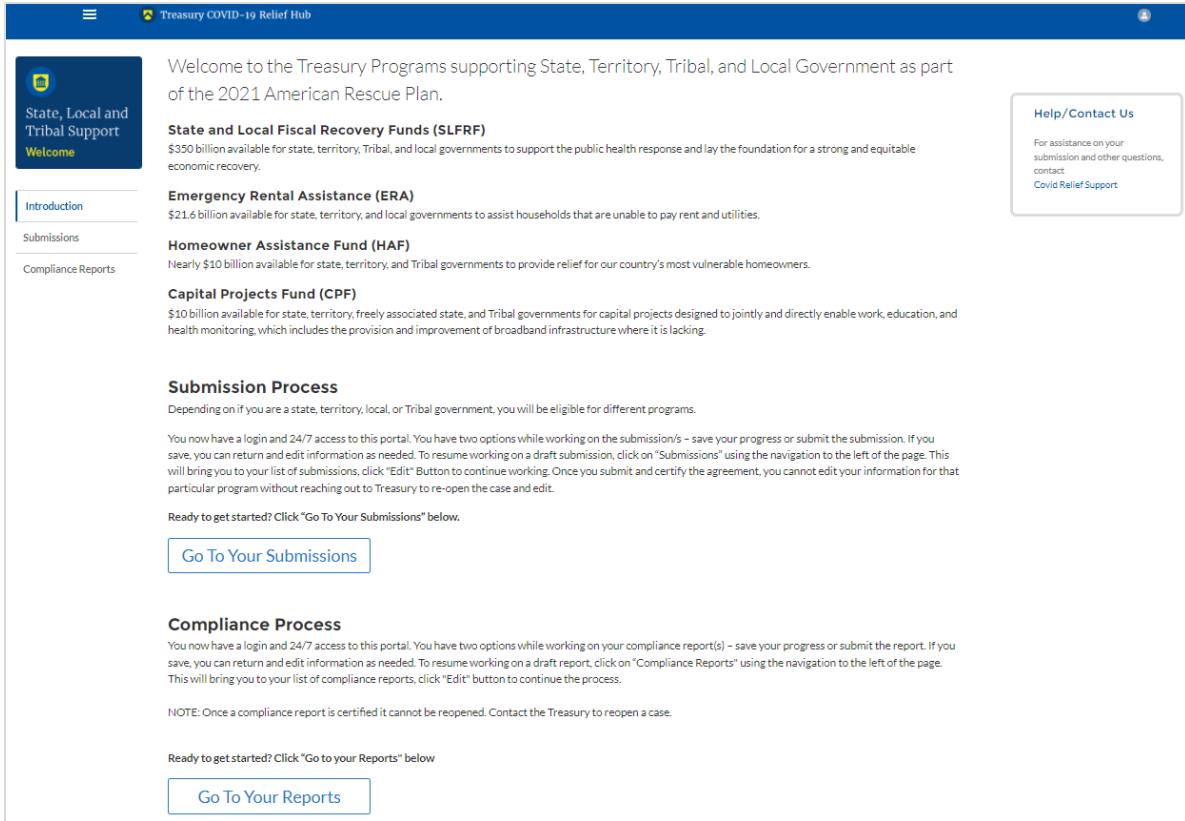 Treasury COVID-19 Relief Hub
State, Local and
Tribal Support
Welcome
Introduction
Submissions
Compliance Reports
Welcome to the Treasury Programs supporting State, Territory, Tribal, and Local Government as part
of the 2021 American Rescue Plan.
State and Local Fiscal Recovery Funds (SLFRF)
$350 billion available for state, territory, Tribal, and local governments to support the public health response and lay the foundation for a strong and equitable
economic recovery.
Emergency Rental Assistance (ERA)
$21.6 billion available for state, territory, and local governments to assist households that are unable to pay rent and utilities.
Homeowner Assistance Fund (HAF)
Nearly $10 billion available for state, territory, and Tribal governments to provide relief for our country's most vulnerable homeowners.
Capital Projects Fund (CPF)
$10 billion available for state, territory, freely associated state, and Tribal governments for capital projects designed to jointly and directly enable work, education, and
health monitoring, which includes the provision and improvement of broadband infrastructure where it is lacking.
Submission Process
Depending on if you are a state, territory, local, or Tribal government, you will be eligible for different programs.
You now have a login and 24/7 access to this portal. You have two options while working on the submission/s – save your progress or submit the submission. If you
save, you can return and edit information as needed. To resume working on a draft submission, click on “Submissions” using the navigation to the left of the page. This
will bring you to your list of submissions, click "Edit" Button to continue working. Once you submit and certify the agreement, you cannot edit your information for that
particular program without reaching out to Treasury to re-open the case and edit.
Ready to get started? Click “Go To Your Submissions” below.
Go To Your Submissions
Compliance Process
You now have a login and 24/7 access to this portal. You have two options while working on your compliance report(s) – save your progress or submit the report. If you
save, you can return and edit information as needed. To resume working on a draft report, click on “Compliance Reports" using the navigation to the left of the page.
This will bring you to your list of compliance reports, click "Edit" button to continue the process.
NOTE: Once a compliance report is certified it cannot be reopened. Contact the Treasury to reopen a case.
Ready to get started? Click “Go to your Reports" below
Go To Your Reports
Help/Contact Us
For assistance on your
submission and other questions,
contact
Covid Relief Support